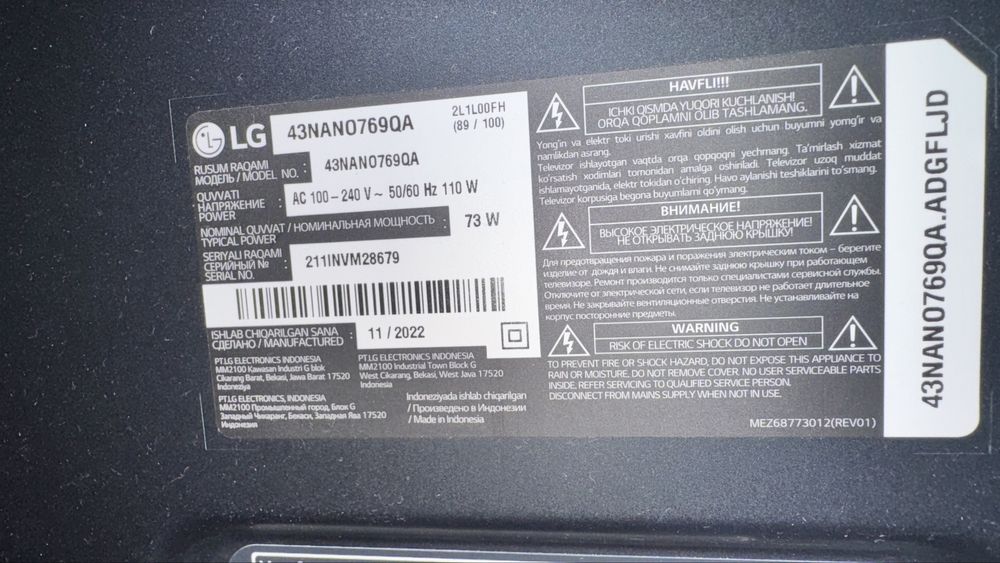 LG
43NANO769QA
2L1L00FH
(89 / 100)
RUSUM RAQAMI
МОДЕЛЬ / MODEL NO. :
43NANO769QA
QUVVATI
НАПРЯЖЕНИЕ :
POWER
AC 100 – 240 V ~ 50/60 Hz 110 W
NOMINAL QUVVAT / НОМИНАЛЬНАЯ МОЩНОСТЬ :
TYPICAL POWER
73 W
SERIYALI RAQAMI
СЕРИЙНЫЙ № :
SERIAL NO.
211INVM28679
ISHLAB CHIQARILGAN SANA :
СДЕЛАНО / MANUFACTURED
11 / 2022
PT.LG ELECTRONICS INDONESIA
MM2100 Kawasan Industri G blok
Cikarang Barat, Bekasi, Jawa Barat 17520
Indoneziya
PT.LG ELECTRONICS INDONESIA
MM2100 Industrial Town Block G
West Cikarang, Bekasi, West Java 17520
Indonesia
PT.LG ELECTRONICS, INDONESIA
MM2100 Промышленный город, Блок G
Западный Чикаранг, Бекаси, Западная Ява 17520
Индонезия
Indoneziyada ishlab chiqarilgan
/ Произведено в Индонезии
/ Made in Indonesia
HAVFLI!!!
ICHKI QISMDA YUQORI KUCHLANISH!
ORQA QOPLAMNI OLIB TASHLAMANG.
Yong'in va elektr toki urishi xavfini oldini olish uchun buyumni yomg'ir va
namlikdan asrang.
Televizor ishlayotgan vaqtda orqa qopqoqni yechmang. Ta'mirlash xizmat
ko'rsatish xodimlari tomonidan amalga oshiriladi. Televizor uzoq muddat
ishlamayotganida, elektr tokidan o'chiring. Havo aylanishi teshiklarini to'smang.
Televizor korpusiga begona buyumlarni qo'ymang.
ВНИМАНИЕ!
ВЫСОКОЕ ЭЛЕКТРИЧЕСКОЕ НАПРЯЖЕНИЕ!
НЕ ОТКРЫВАТЬ ЗАДНЮЮ КРЫШКУ!
Для предотвращения пожара и поражения электрическим током – берегите
изделие от дождя и влаги. Не снимайте заднюю крышку при работающем
телевизоре. Ремонт производится только специалистами сервисной службы.
Отключите от электрической сети, если телевизор не работает длительное
время. Не закрывайте вентиляционные отверстия. Не устанавливайте на
корпус посторонние предметы.
WARNING
RISK OF ELECTRIC SHOCK DO NOT OPEN
TO PREVENT FIRE OR SHOCK HAZARD, DO NOT EXPOSE THIS APPLIANCE TO
RAIN OR MOISTURE. DO NOT REMOVE COVER. NO USER SERVICEABLE PARTS
INSIDE. REFER SERVICING TO QUALIFIED SERVICE PERSON.
DISCONNECT FROM MAINS SUPPLY WHEN NOT IN USE.
MEZ68773012(REV01)
43NANO769QA.ADGFLJD